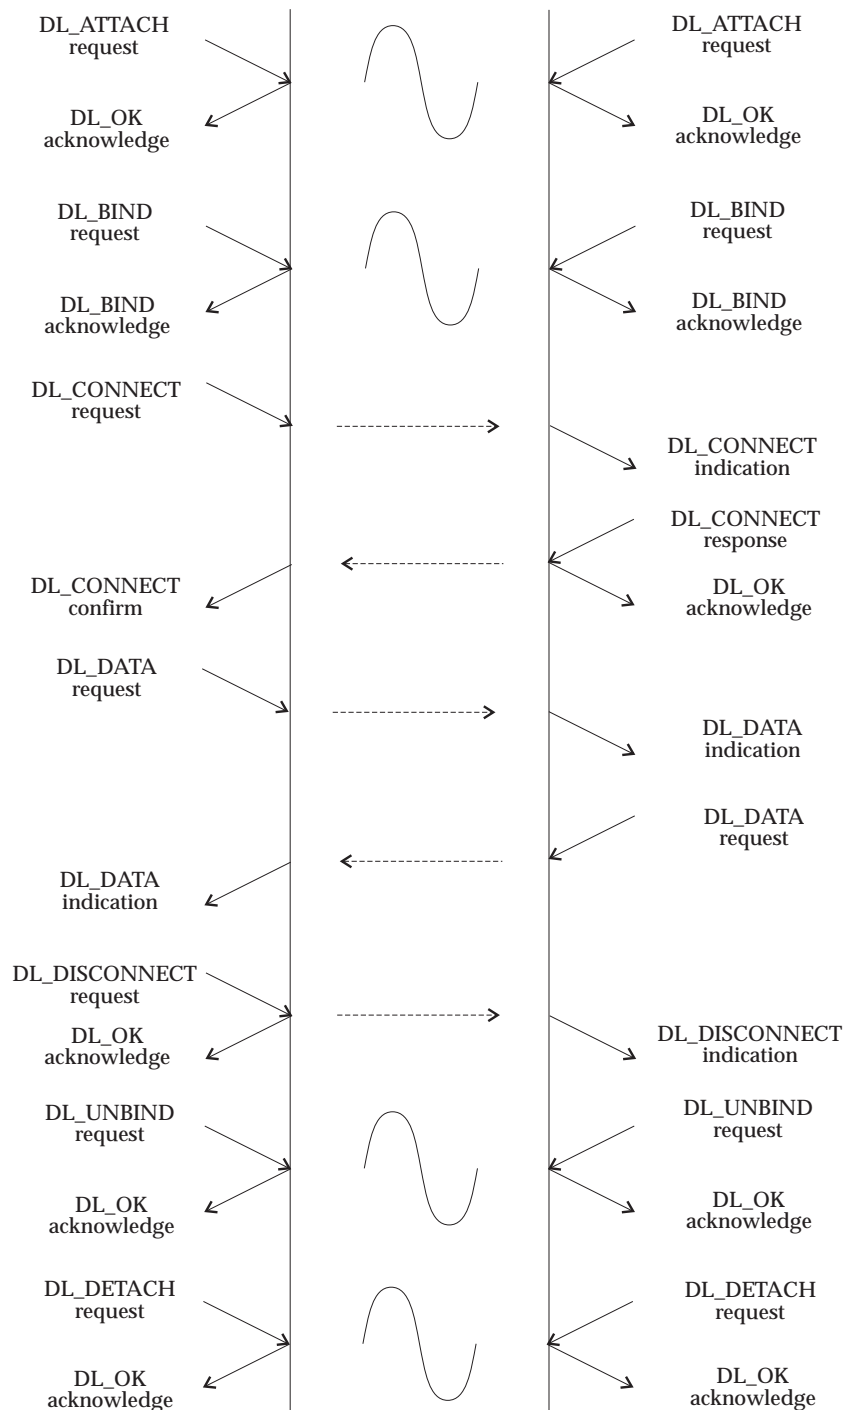 DL_ATTACH
request
DL_ATTACH
request
DL_OK
acknowledge
DL_OK
acknowledge
DL_BIND
request
DL_BIND
request
DL_BIND
acknowledge
DL_BIND
acknowledge
DL_CONNECT
request
DL_CONNECT
indication
DL_CONNECT
response
DL_CONNECT
confirm
DL_OK
acknowledge
DL_DATA
request
DL_DATA
indication
DL_DATA
request
DL_DATA
indication
DL_DISCONNECT
request
DL_OK
acknowledge
DL_DISCONNECT
indication
DL_UNBIND
request
DL_UNBIND
request
DL_OK
acknowledge
DL_OK
acknowledge
DL_DETACH
request
DL_DETACH
request
DL_OK
acknowledge
DL_OK
acknowledge